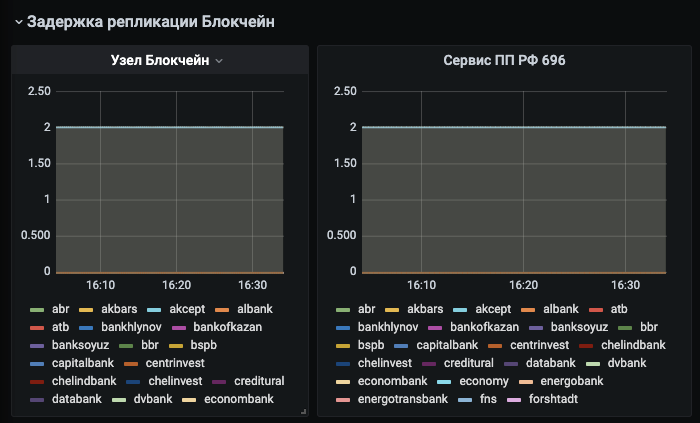 Задержка репликации Блокчейн
Узел Блокчейн
2.50
2
1.50
1
0.500
0
16:10 16:20 16:30
abr akbars akcept albank
atb bankhlynov bankofkazan
banksoyuz bbr bspb
capitalbank centrinvest
chelindbank chelinvest creditural
databank dvbank econombank
Сервис ПП РФ 696
2.50
2
1.50
1
0.500
0
16:10 16:20 16:30
abr akbars akcept albank atb
bankhlynov bankofkazan banksoyuz bbr
bspb capitalbank centrinvest chelindbank
chelinvest creditural databank dvbank
econombank economy energobank
energotransbank fns forshtadt